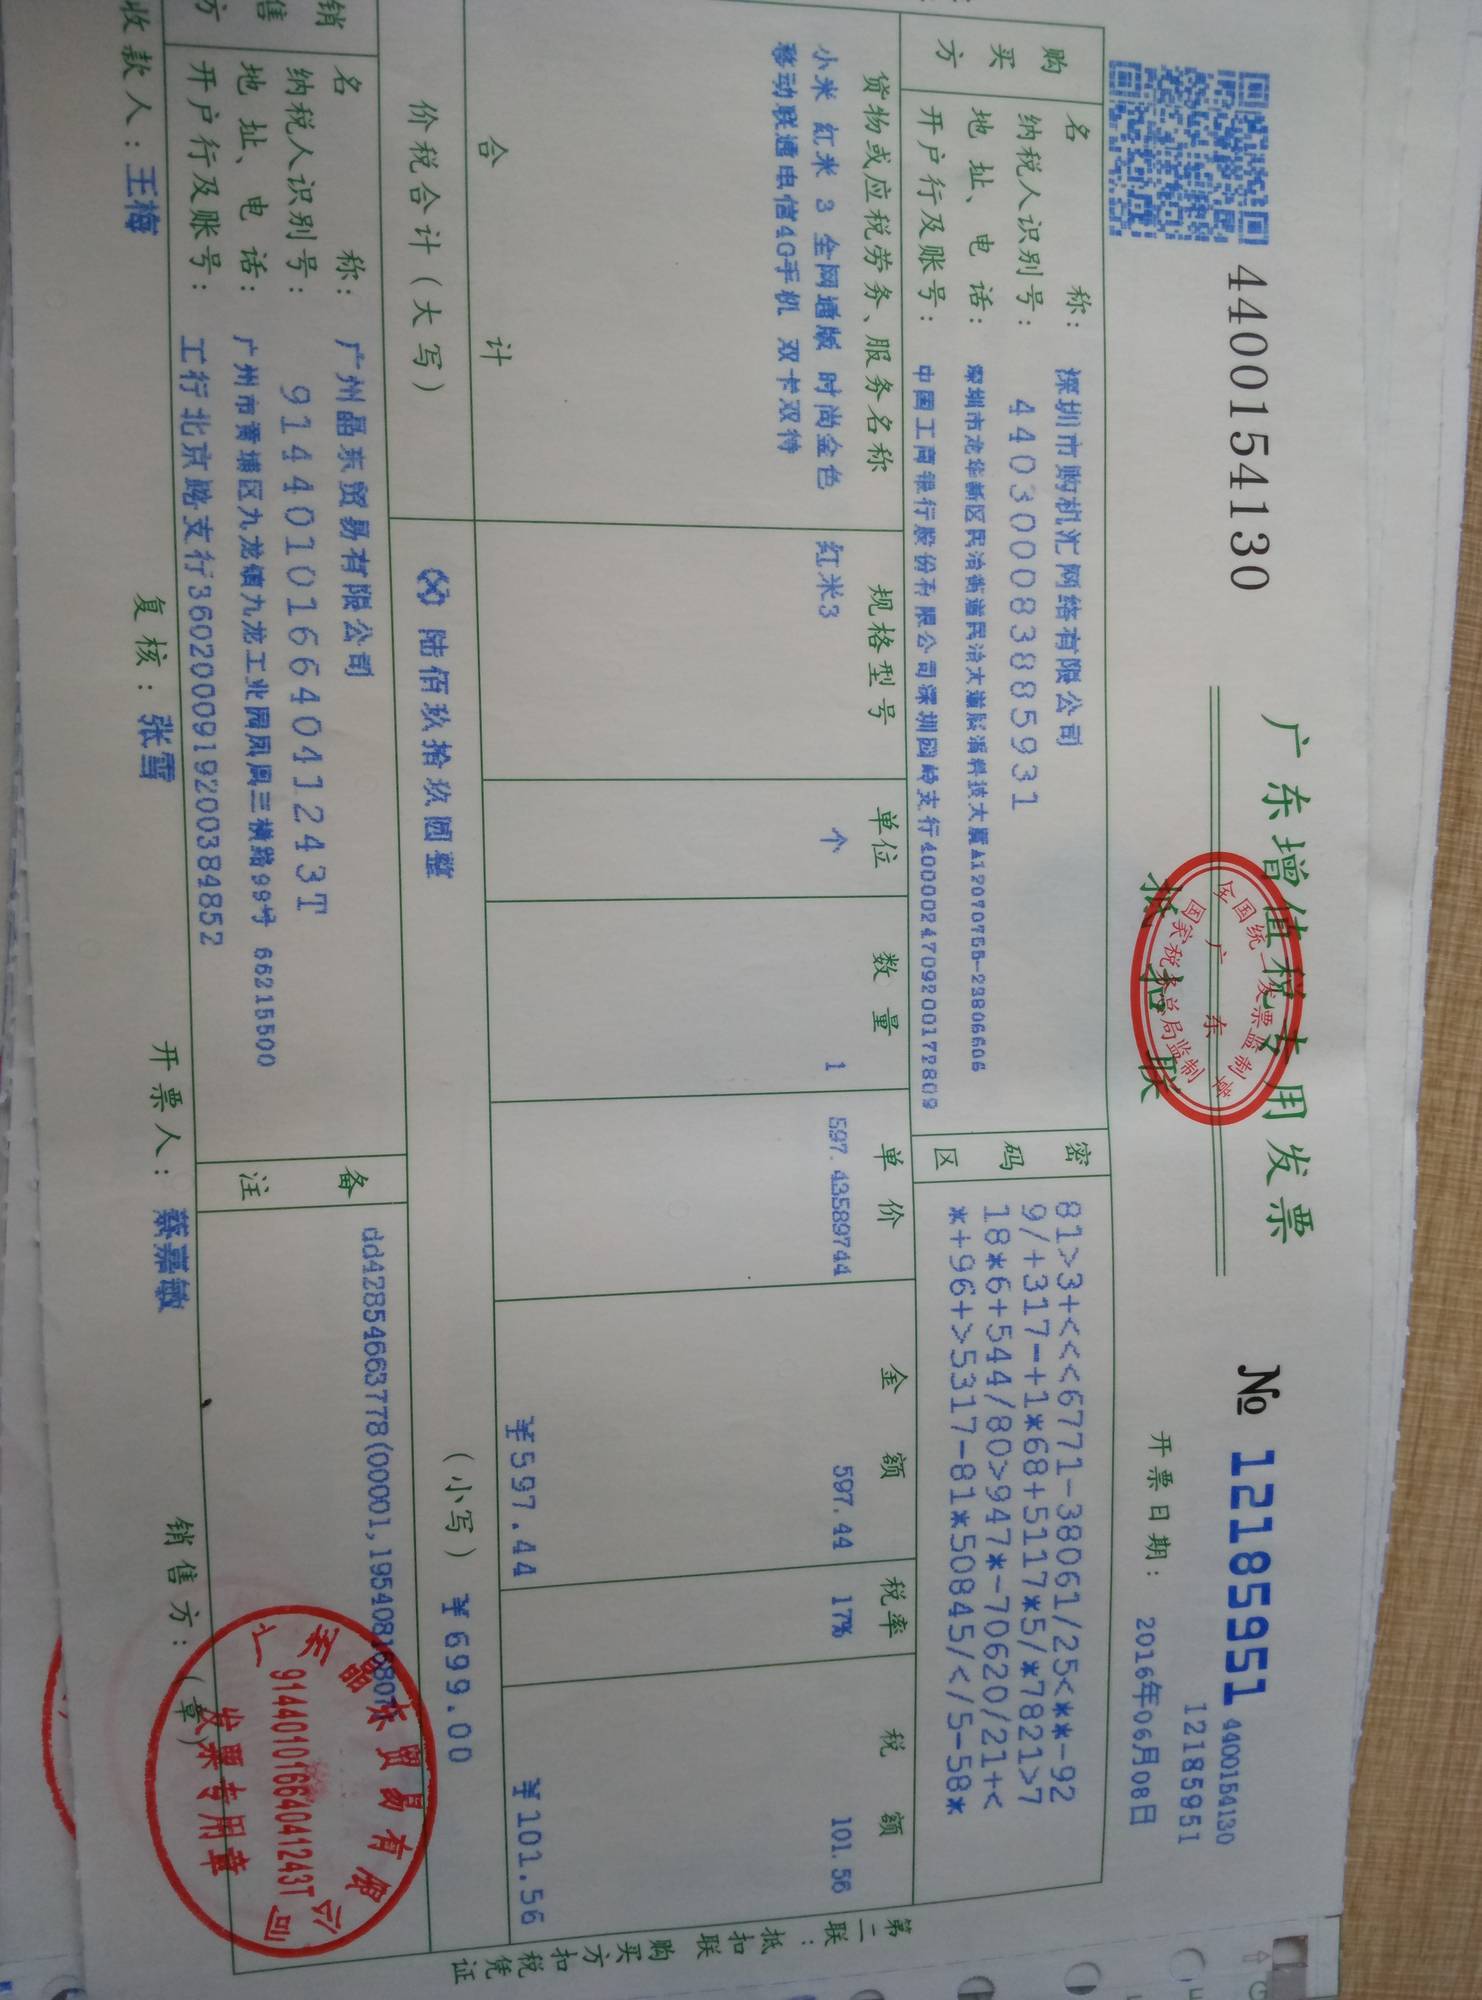 4400154130
广东增值税专用发票
抵扣联
全国统一发票监制章
广东
国家税务总局监制
№ 12185951
4400154130
12185951
开票日期: 2016年06月08日
购买方
名称: 深圳市购机汇网络有限公司
纳税人识别号: 440300083885931
地址、电话: 深圳市龙华新区民治街道民治大道 科技大厦A12070755-23806606
开户行及账号: 中国工商银行股份有限公司深圳园岭支行4000024709200172809
密码区
81>3+<<<6771-38061/25<**-92
9/+317-+1*68+5117*5/*7821>7
18*6+544/80>947*-70620/21+<
*+96+>5317-81*50845/</5-58*
货物或应税劳务、服务名称 规格型号 单位 数量 单价 金额 税率 税额
小米 红米 3 全网通版 时尚金色 红米3 个 1 597.43589744 597.44 17% 101.56
移动联通电信4G手机 双卡双待
合计 ¥597.44 ¥101.56
价税合计(大写) 陆佰玖拾玖圆整 (小写) ¥699.00
销售方
名称: 广州晶东贸易有限公司
纳税人识别号: 91440101664041243T
地址、电话: 广州市黄埔区九龙镇九龙工业园凤凰三横路99号 66215500
开户行及账号: 工行北京路支行3602000919200384852
备注
dd42854663778(00001,19540819807)
收款人: 王梅 复核: 张雪 开票人: 蔡嘉敏 销售方: (章)
广州晶东贸易有限公司
91440101664041243T
发票专用章
第二联: 抵扣联 购买方扣税凭证